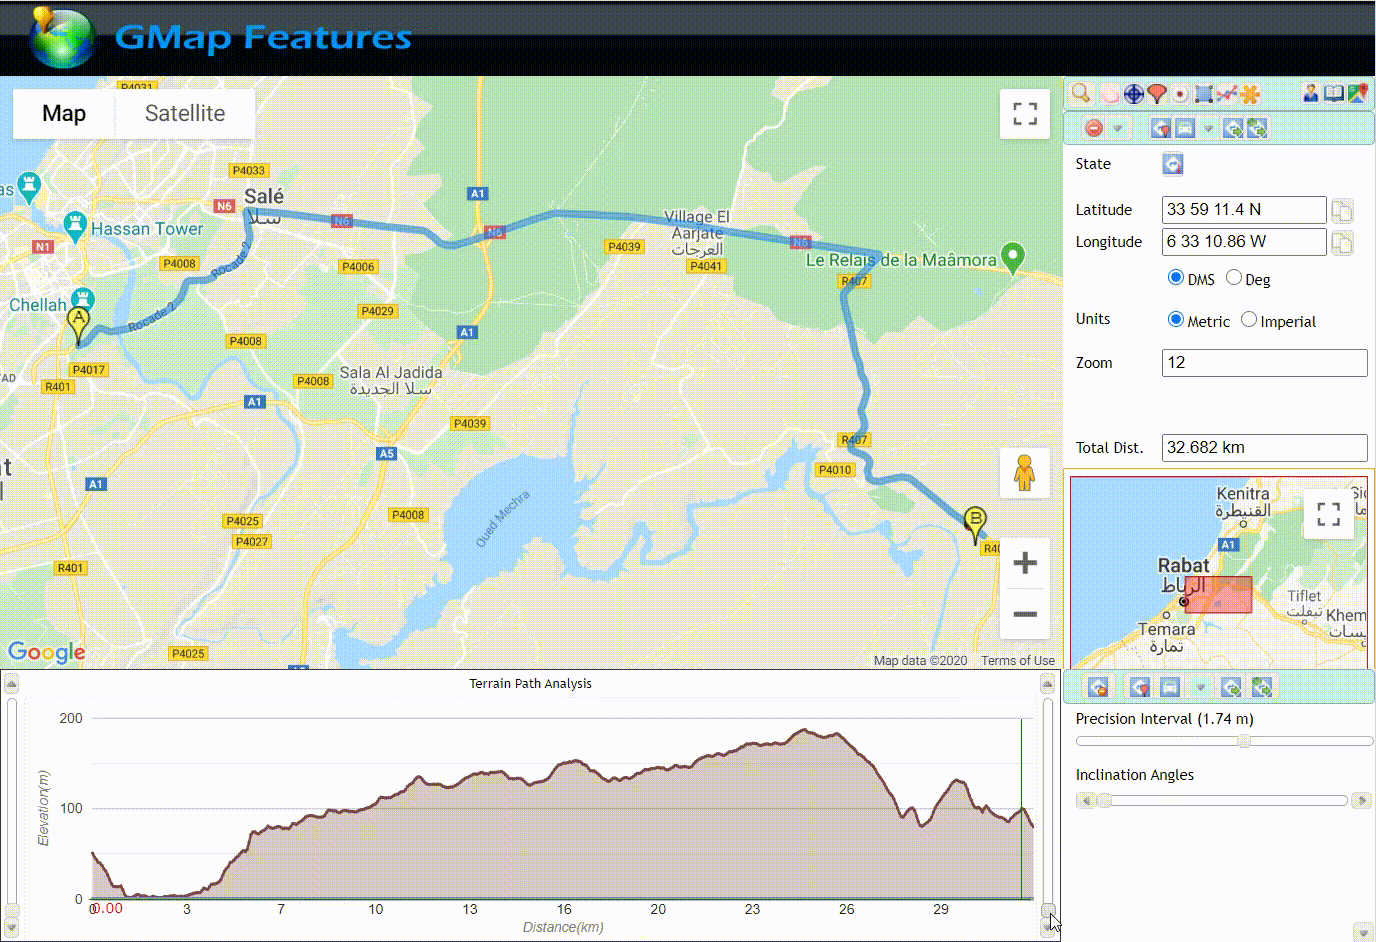 GMap Features
Map
Satellite
P4031
P4033
A1
Salé
سلا
N6
N6
N6
N6
Village El
Aarjate
العرجات
Hassan Tower
N1
P4008
Rocade 2
P4006
P4039
P4041
Le Relais de la Maâmora
R407
Chellah
A
Rocade 2
P4029
A1
P4008
P4017
R401
Sala Al Jadida
سلا الجديدة
P4008
A1
P4039
A5
R407
P4010
A1
P4008
Oued Mechra
P4025
P4027
B
R401
P4025
Google
Map data ©2020
Terms of Use
State
Latitude
33 59 11.4 N
Longitude
6 33 10.86 W
DMS
Deg
Units
Metric
Imperial
Zoom
12
Total Dist.
32.682 km
Kenitra
القنيطرة
A1
Rabat
الرباط
Tiflet
تيفلت
Temara
تمارة
Khem
Precision Interval (1.74 m)
Inclination Angles
Terrain Path Analysis
200
100
0
Elevation(m)
0
0.00
3
7
10
13
16
20
23
26
29
Distance(km)